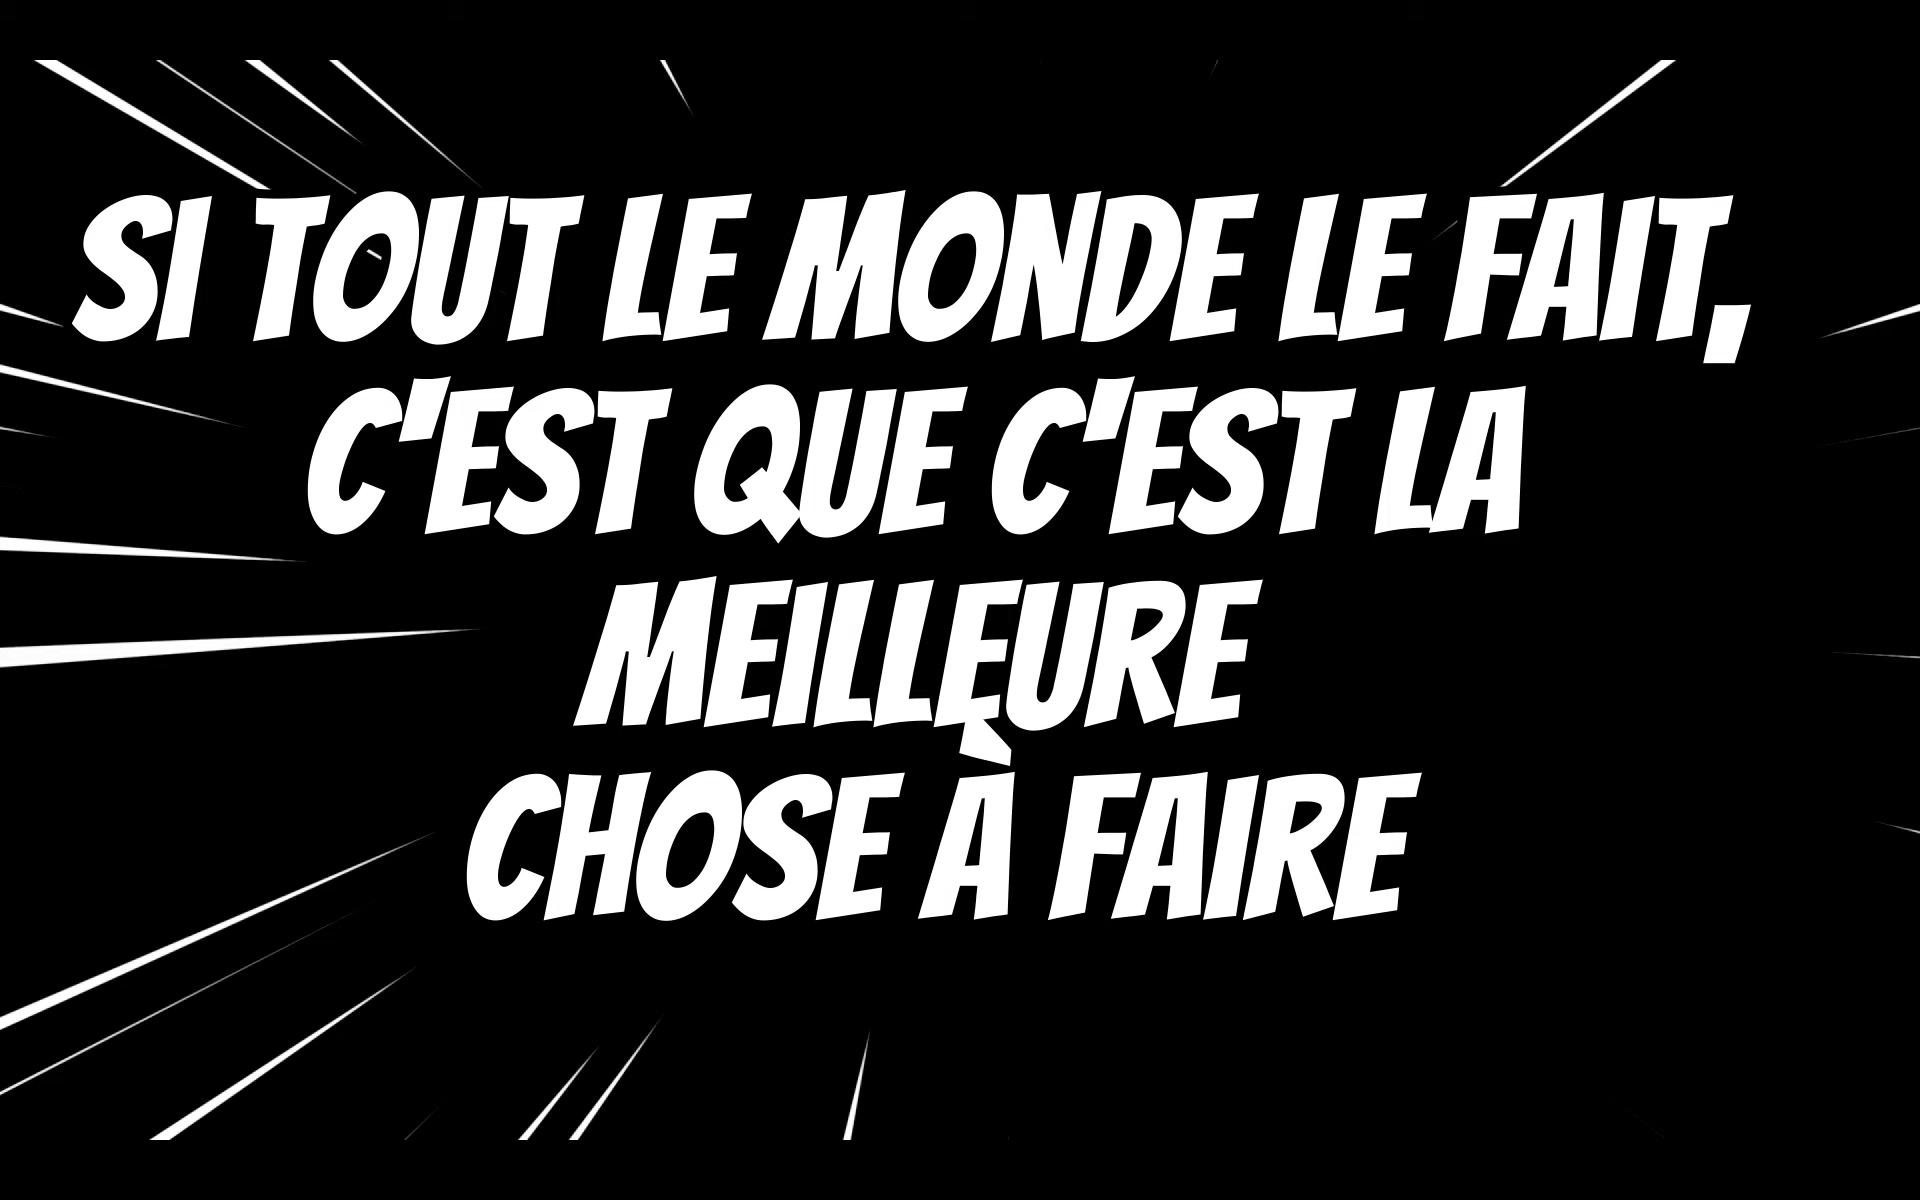 SI TOUT LE MONDE LE FAIT,
C'EST QUE C'EST LA
MEILLEURE
CHOSE À FAIRE